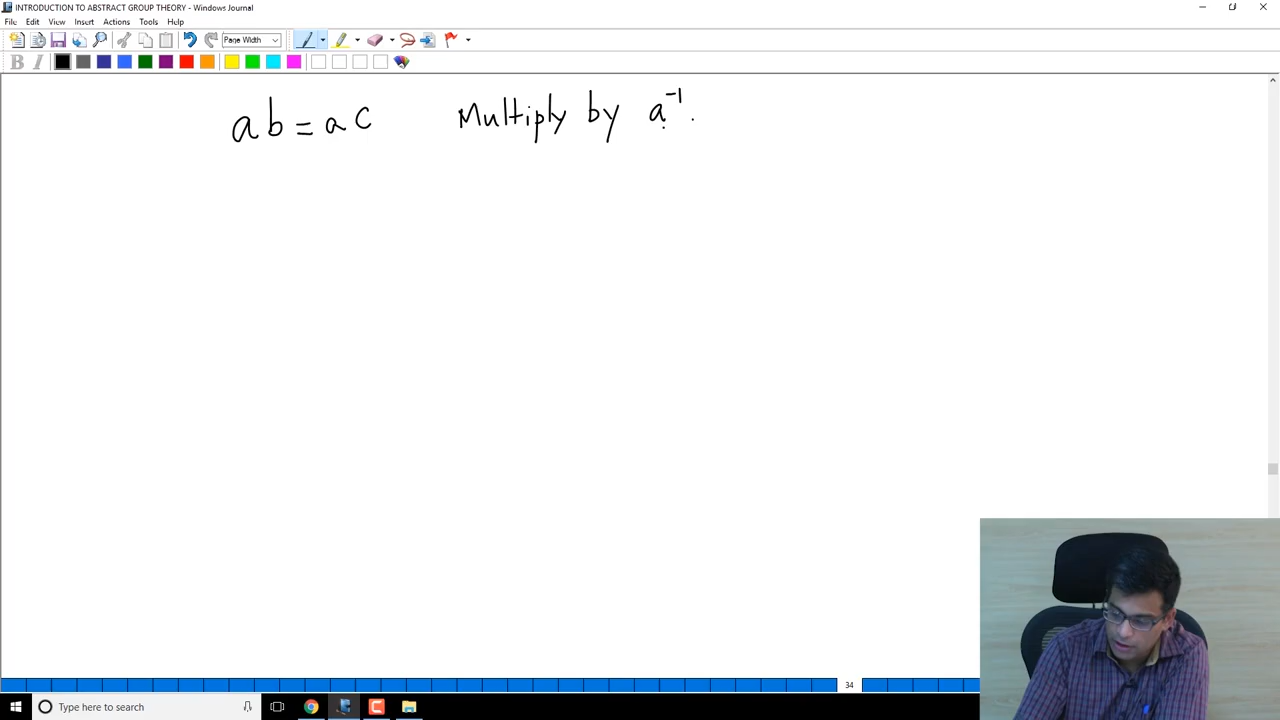 INTRODUCTION TO ABSTRACT GROUP THEORY - Windows Journal
File Edit View Insert Actions Tools Help
Page Width
B I
ab = ac Multiply by a⁻¹.
34
Type here to search